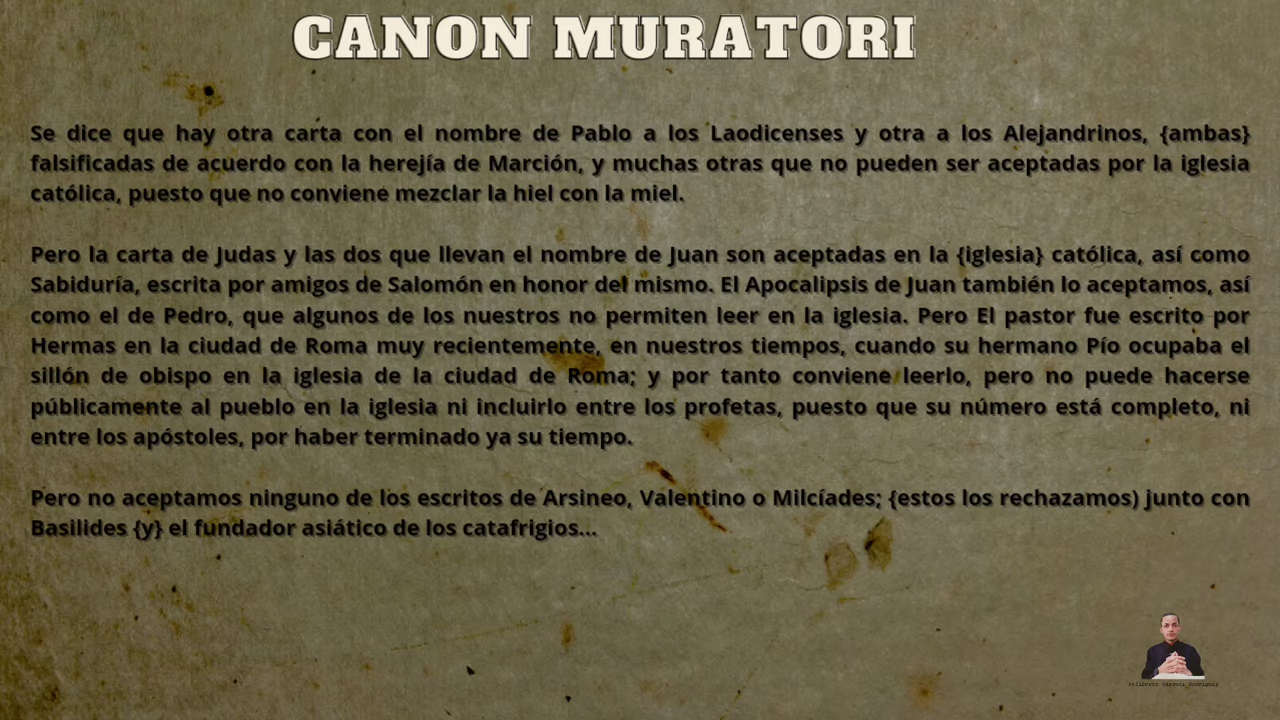 CANON MURATORI
Se dice que hay otra carta con el nombre de Pablo a los Laodicenses y otra a los Alejandrinos, {ambas}
falsificadas de acuerdo con la herejía de Marción, y muchas otras que no pueden ser aceptadas por la iglesia
católica, puesto que no conviene mezclar la hiel con la miel.
Pero la carta de Judas y las dos que llevan el nombre de Juan son aceptadas en la {iglesia} católica, así como
Sabiduría, escrita por amigos de Salomón en honor del mismo. El Apocalipsis de Juan también lo aceptamos, así
como el de Pedro, que algunos de los nuestros no permiten leer en la iglesia. Pero El pastor fue escrito por
Hermas en la ciudad de Roma muy recientemente, en nuestros tiempos, cuando su hermano Pío ocupaba el
sillón de obispo en la iglesia de la ciudad de Roma; y por tanto conviene leerlo, pero no puede hacerse
públicamente al pueblo en la iglesia ni incluirlo entre los profetas, puesto que su número está completo, ni
entre los apóstoles, por haber terminado ya su tiempo.
Pero no aceptamos ninguno de los escritos de Arsineo, Valentino o Milcíades; {estos los rechazamos) junto con
Basilides {y} el fundador asiático de los catafrigios...